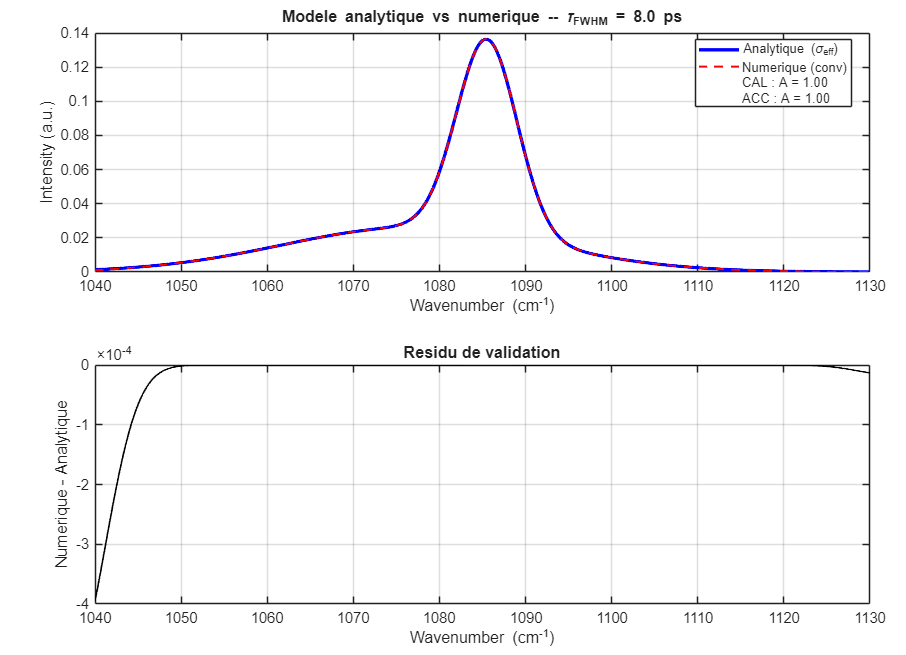 Modele analytique vs numerique -- τFWHM = 8.0 ps
0.14
0.12
0.1
0.08
0.06
0.04
0.02
0
Intensity (a.u.)
Analytique (σeff)
Numerique (conv)
CAL : A = 1.00
ACC : A = 1.00
1040 1050 1060 1070 1080 1090 1100 1110 1120 1130
Wavenumber (cm-1)
Residu de validation
×10-4
0
-1
-2
-3
-4
Numerique - Analytique
1040 1050 1060 1070 1080 1090 1100 1110 1120 1130
Wavenumber (cm-1)